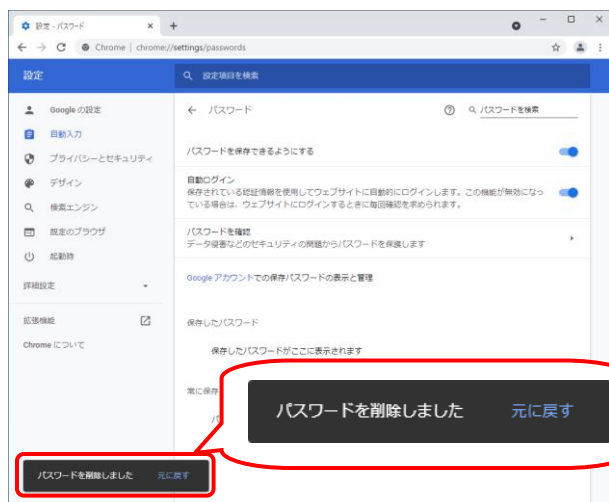 設定 - パスワード
Chrome | chrome://settings/passwords
設定
設定項目を検索
Google の設定
自動入力
プライバシーとセキュリティ
デザイン
検索エンジン
既定のブラウザ
起動時
詳細設定
拡張機能
Chrome について
パスワード
パスワードを検索
パスワードを保存できるようにする
自動ログイン
保存されている認証情報を使用してウェブサイトに自動的にログインします。この機能が無効になっ
ている場合は、ウェブサイトにログインするときに毎回確認を求められます。
パスワードを確認
データ侵害などのセキュリティの問題からパスワードを保護します
Google アカウントでの保存パスワードの表示と管理
保存したパスワード
保存したパスワードがここに表示されます
常に保存
パ
パスワードを削除しました 元に戻す
パスワードを削除しました 元に戻す